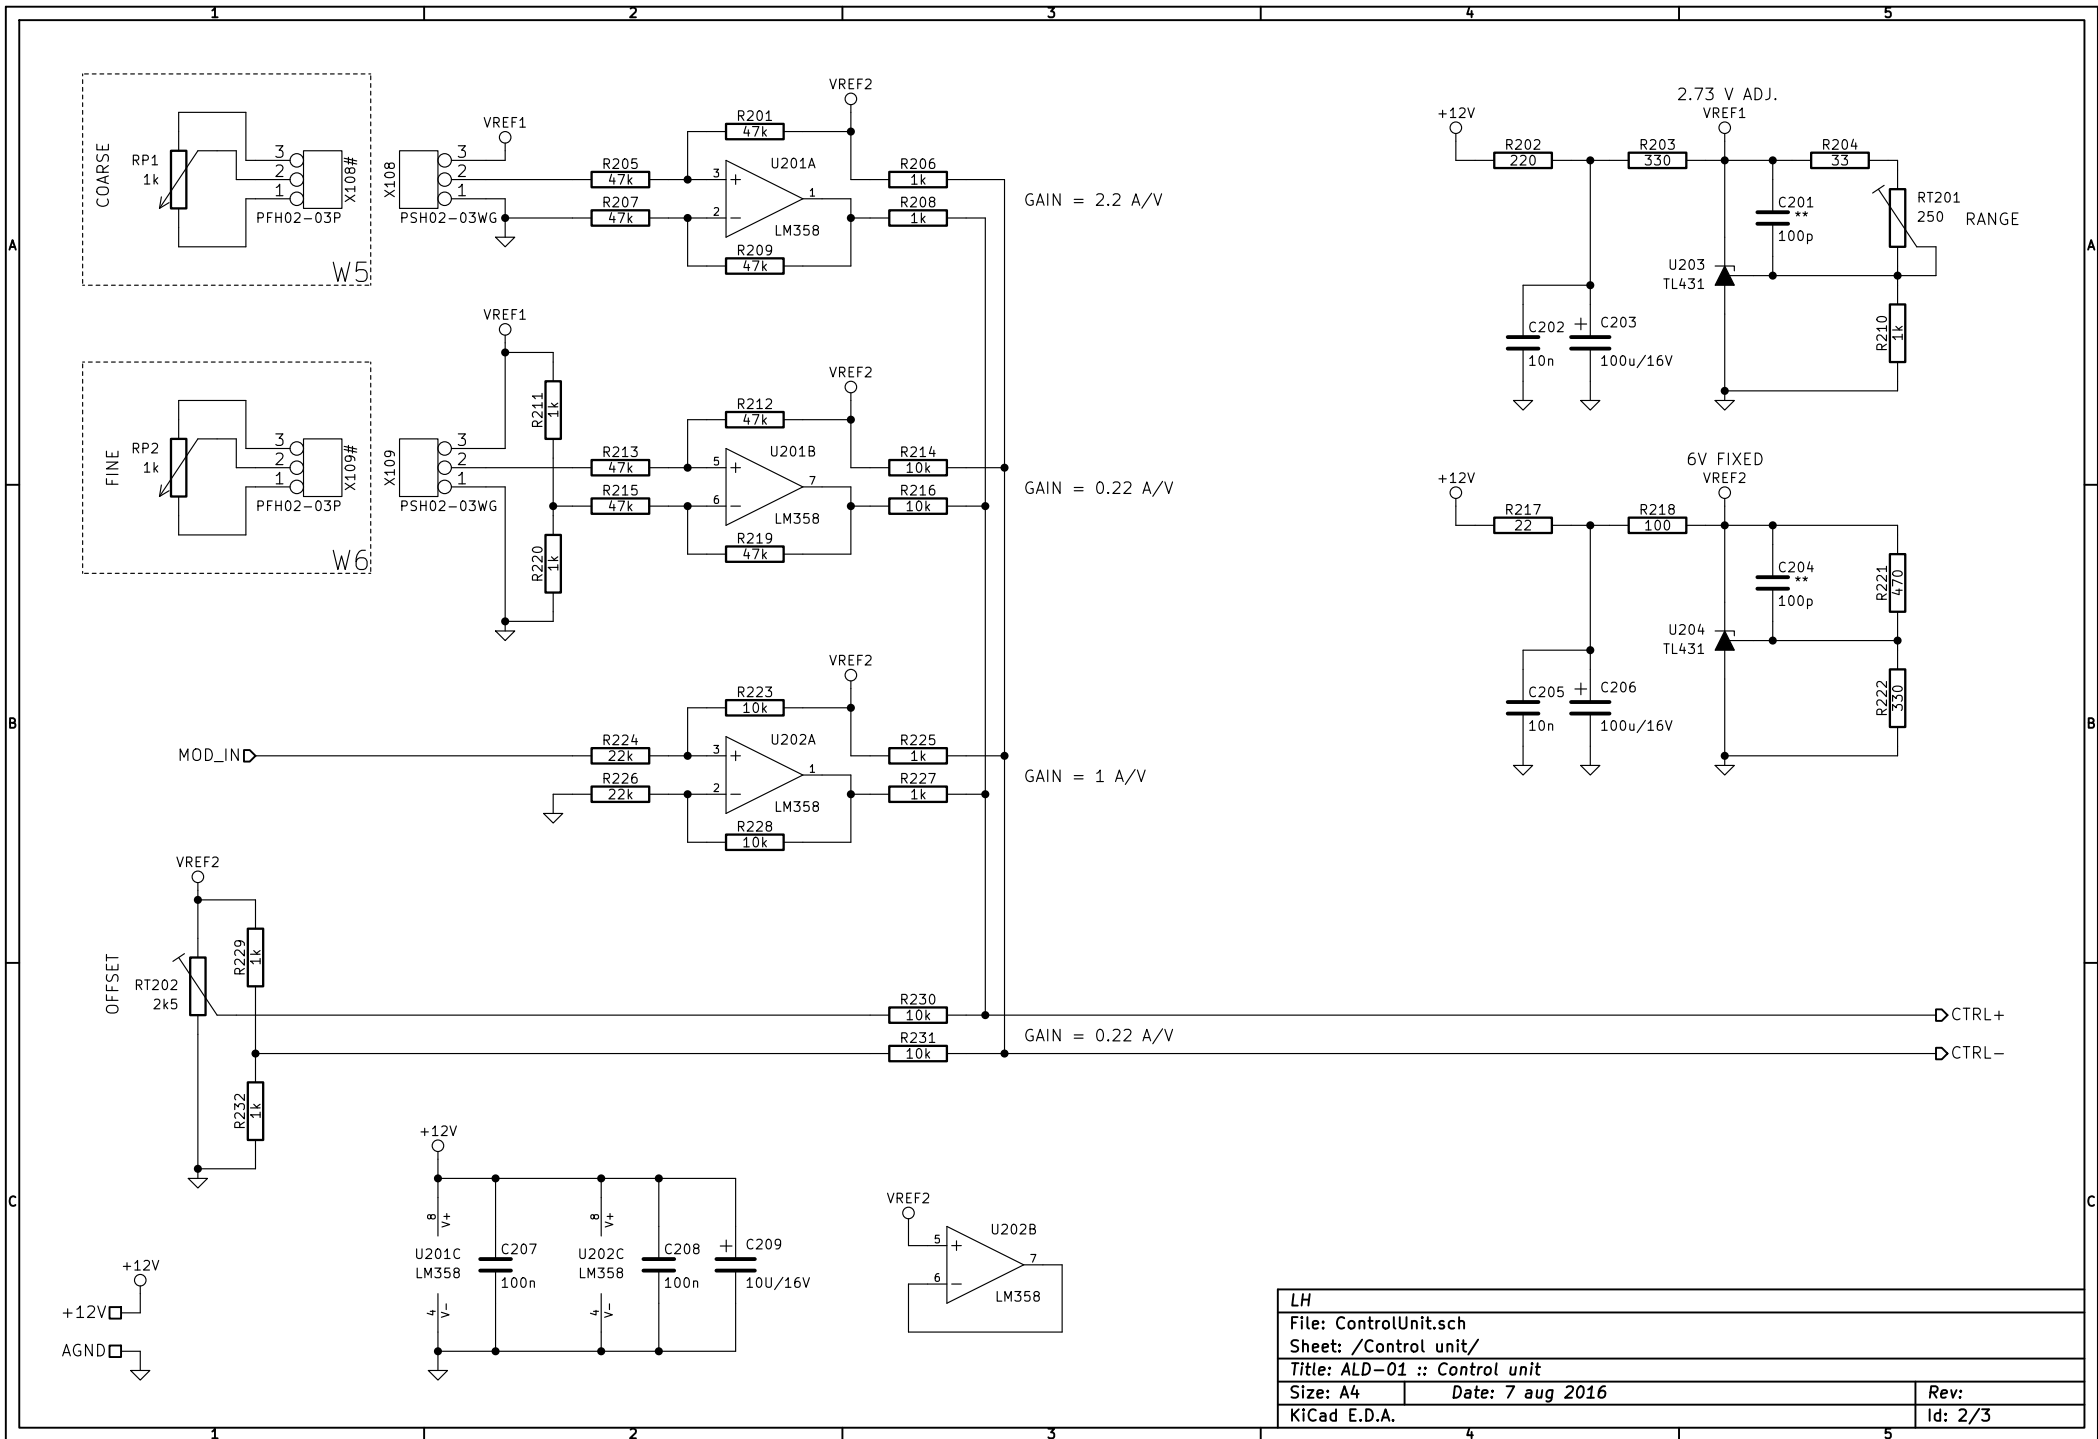 1 2 3 4 5
A
B
C
COARSE
RP1
1k
3
2
1
X108#
PFH02-03P
W5
X108
3
2
1
PSH02-03WG
VREF1
R205
47k
R207
47k
R201
47k
3
+
2
−
1
U201A
LM358
R209
47k
VREF2
R206
1k
R208
1k
GAIN = 2.2 A/V
FINE
RP2
1k
3
2
1
X109#
PFH02-03P
W6
X109
3
2
1
PSH02-03WG
VREF1
R211
1k
R220
1k
R213
47k
R215
47k
R212
47k
5
+
6
−
7
U201B
LM358
R219
47k
VREF2
R214
10k
R216
10k
GAIN = 0.22 A/V
MOD_IN
R224
22k
R226
22k
R223
10k
3
+
2
−
1
U202A
LM358
R228
10k
VREF2
R225
1k
R227
1k
GAIN = 1 A/V
VREF2
OFFSET
RT202
2k5
R229
1k
R232
1k
R230
10k
R231
10k
GAIN = 0.22 A/V
CTRL+
CTRL-
+12V
R202
220
R203
330
2.73 V ADJ.
VREF1
R204
33
C201
**
100p
RT201
250
RANGE
U203
TL431
C202
10n
+
C203
100u/16V
R210
1k
+12V
R217
22
R218
100
6V FIXED
VREF2
C204
**
100p
R221
470
U204
TL431
C205
10n
+
C206
100u/16V
R222
330
+12V
+12V
AGND
+12V
8
V+
U201C
LM358
4
V-
C207
100n
8
V+
U202C
LM358
4
V-
C208
100n
+
C209
10U/16V
VREF2
5
+
6
−
7
U202B
LM358
LH
File: ControlUnit.sch
Sheet: /Control unit/
Title: ALD-01 :: Control unit
Size: A4 Date: 7 aug 2016 Rev:
KiCad E.D.A. Id: 2/3
A
B
C
1 2 3 4 5